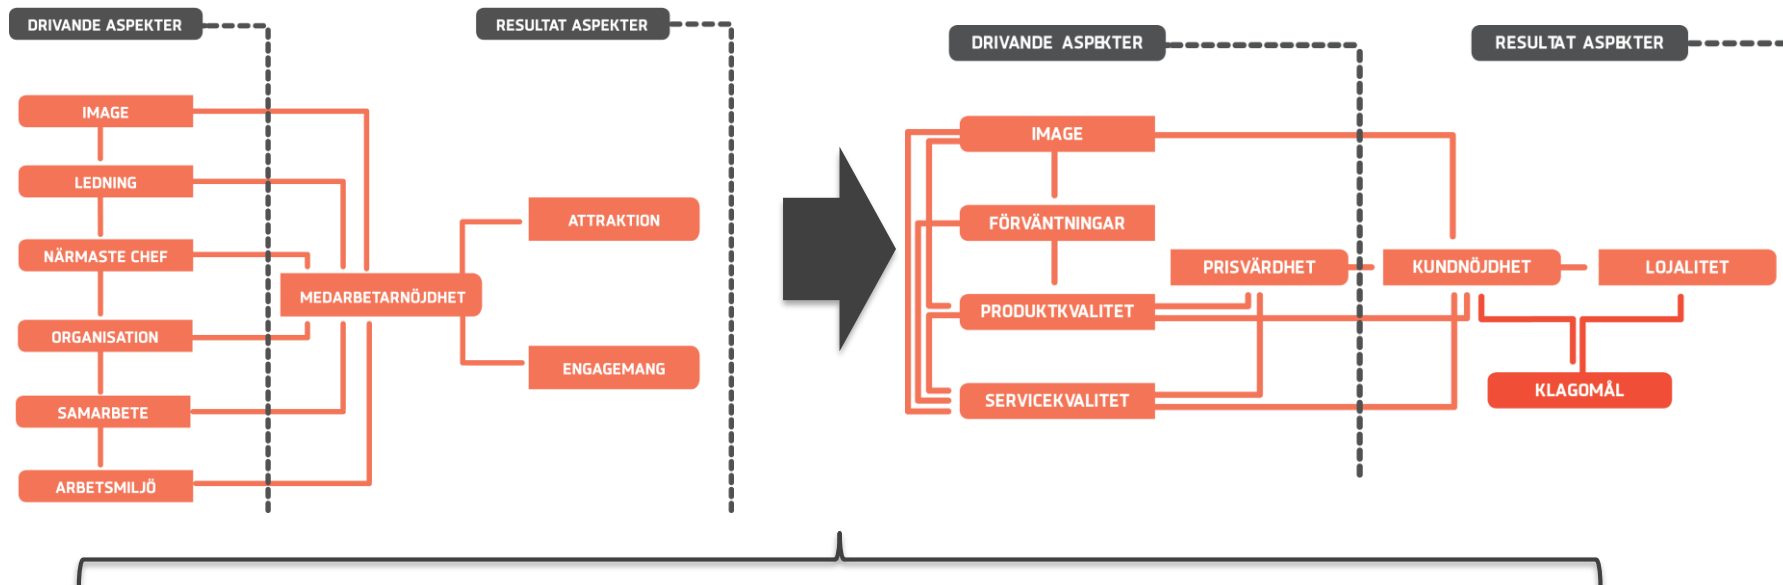 DRIVANDE ASPEKTER
RESULTAT ASPEKTER
IMAGE
LEDNING
NÄRMASTE CHEF
ORGANISATION
SAMARBETE
ARBETSMILJÖ
MEDARBETARNÖJDHET
ATTRAKTION
ENGAGEMANG
DRIVANDE ASPEKTER
RESULTAT ASPEKTER
IMAGE
FÖRVÄNTNINGAR
PRODUKTKVALITET
SERVICEKVALITET
PRISVÄRDHET
KUNDNÖJDHET
LOJALITET
KLAGOMÅL